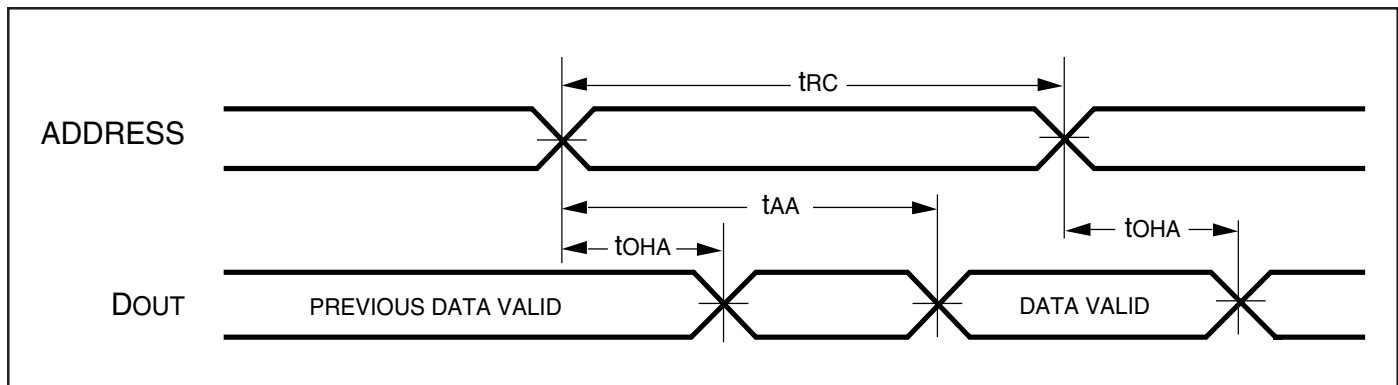 tRC
ADDRESS
tAA
tOHA
tOHA
DOUT
PREVIOUS DATA VALID
DATA VALID